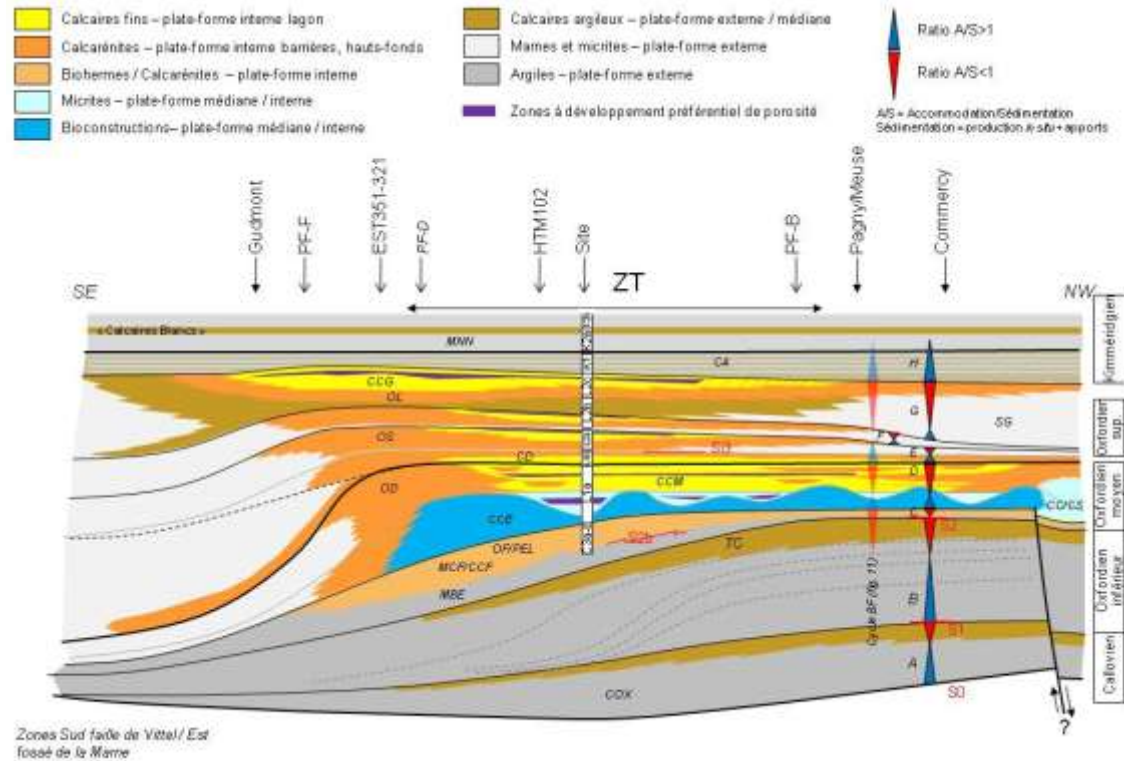 Calcaires fins – plate-forme interne lagon
Calcarénites – plate-forme interne barrières, hauts-fonds
Biohermes / Calcarénites – plate-forme interne
Micrites – plate-forme médiane / interne
Bioconstructions– plate-forme médiane / interne
Calcaires argileux – plate-forme externe / médiane
Marnes et micrites – plate-forme externe
Argiles – plate-forme externe
Zones à développement préférentiel de porosité
Ratio A/S>1
Ratio A/S<1
A/S = Accommodation/Sédimentation
Sédimentation = production in-situ + apports
Gudmont
PF-F
EST351-321
PF-D
HTM102
Site
PF-B
Pagny/Meuse
Commercy
SE
ZT
NW
« Calcaires Blancs »
MNN
CA
CCG
OL
OS
CD
OD
CCM
CCE
OF/PEL
MCF/CCF
MBE
TC
COX
SG
S3
S2b
S2
S1
S0
H
G
F
E
D
C
A
Cycle BF (fig. 11)
?
Kimméridgien
Oxfordien
sup.
Oxfordien
moyen
Oxfordien
inférieur
Callovien
Zones Sud faille de Vittel / Est
fossé de la Marne